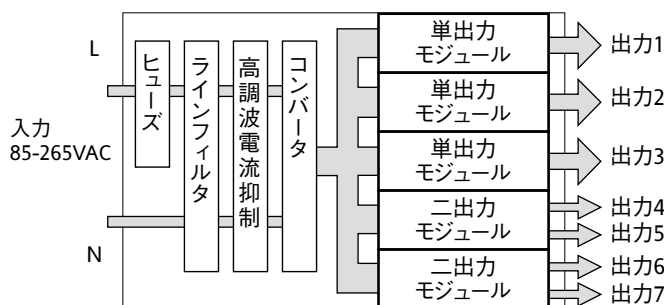 L
入力
85-265VAC
N
ヒューズ
ラインフィルタ
高調波電流抑制
コンバータ
単出力
モジュール
出力1
単出力
モジュール
出力2
単出力
モジュール
出力3
二出力
モジュール
出力4
出力5
二出力
モジュール
出力6
出力7